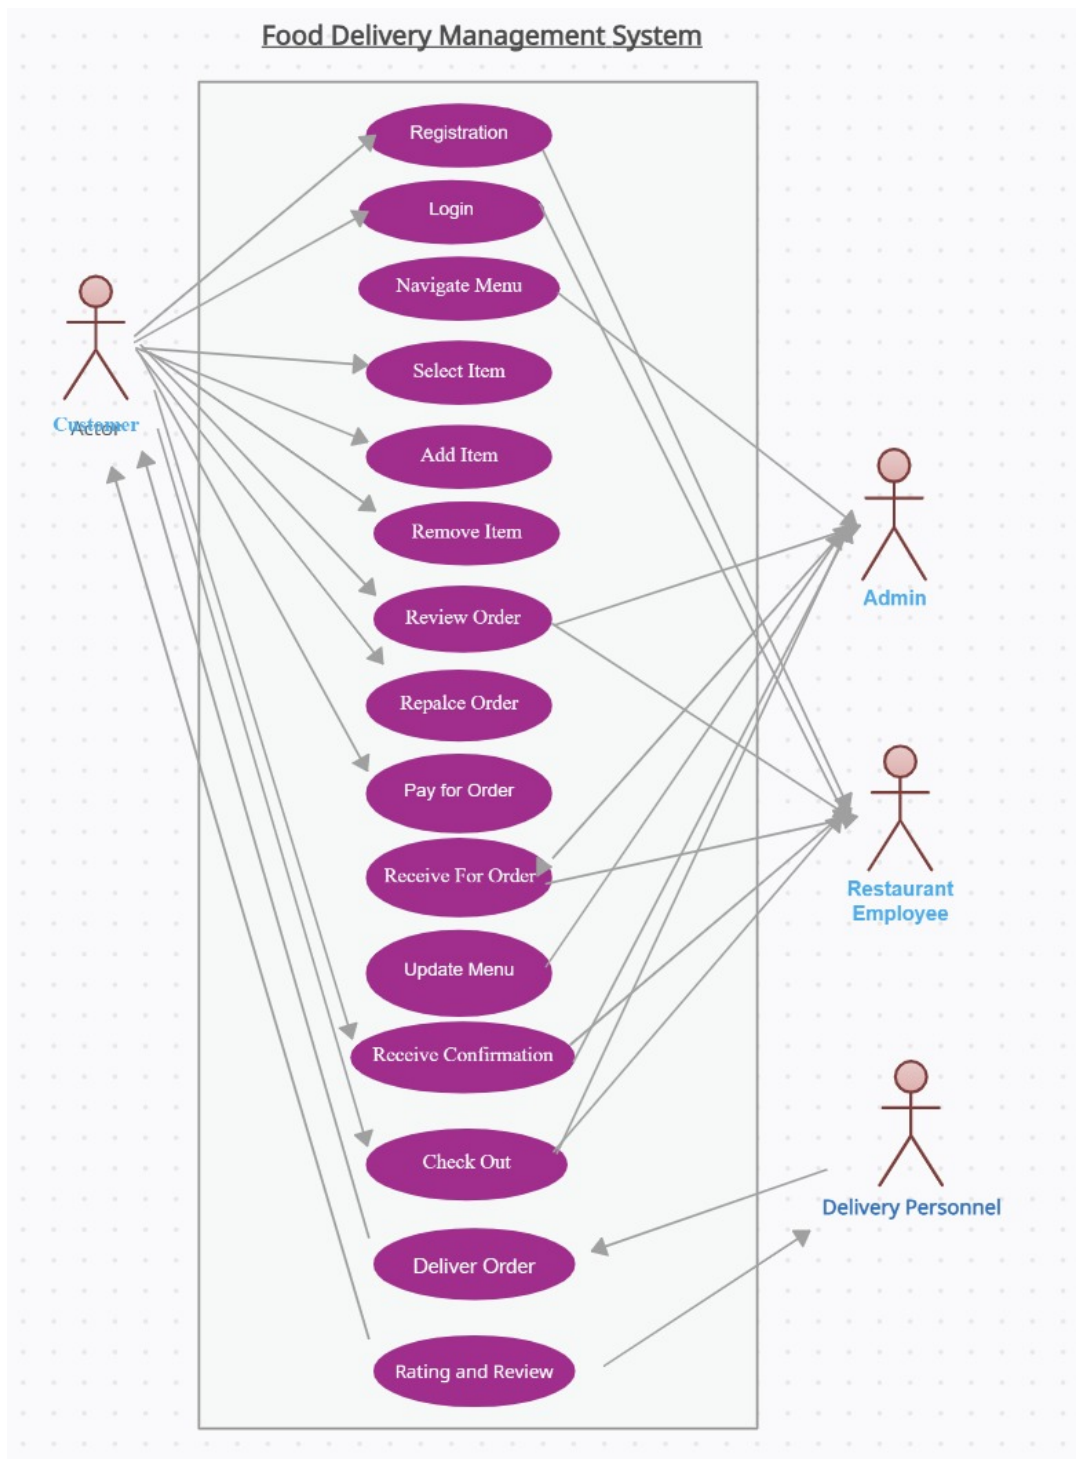 Food Delivery Management System
Registration
Login
Navigate Menu
Select Item
Customer
Actor
Add Item
Remove Item
Admin
Review Order
Repalce Order
Pay for Order
Receive For Order
Restaurant
Employee
Update Menu
Receive Confirmation
Check Out
Delivery Personnel
Deliver Order
Rating and Review